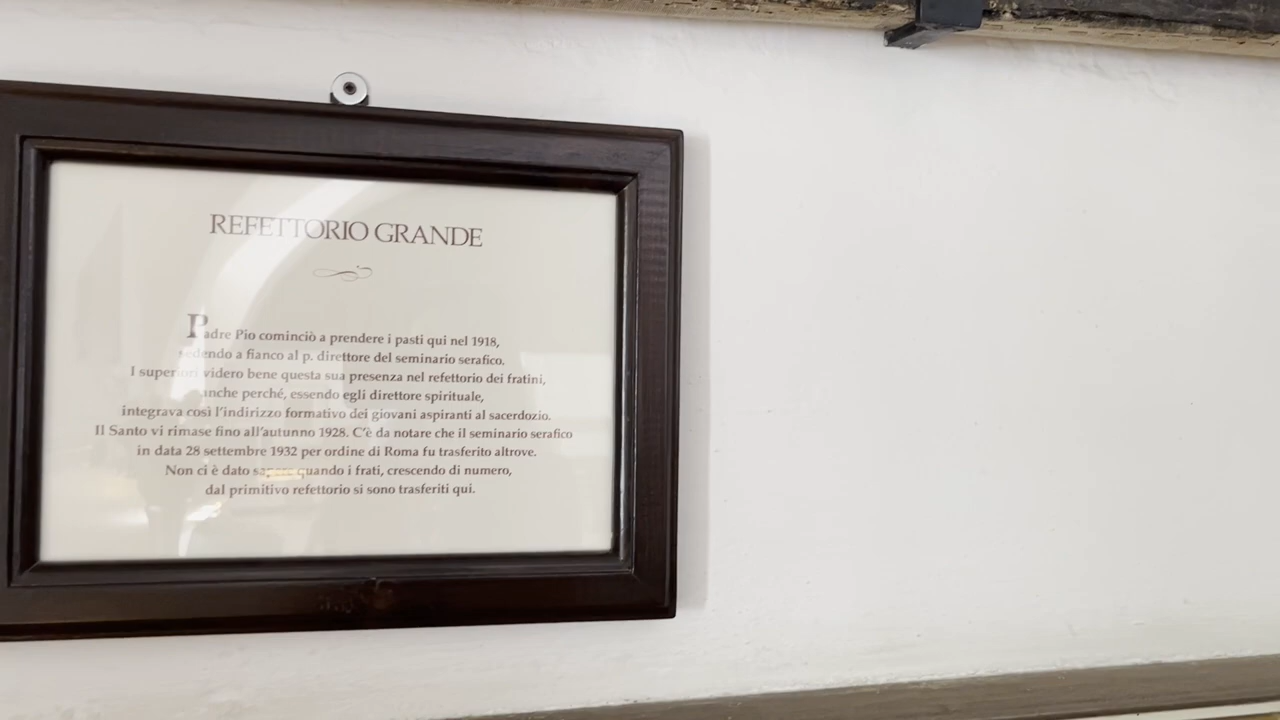 REFETTORIO GRANDE
Padre Pio cominciò a prendere i pasti qui nel 1918,
sedendo a fianco al p. direttore del seminario serafico.
I superiori videro bene questa sua presenza nel refettorio dei fratini,
anche perché, essendo egli direttore spirituale,
integrava così l'indirizzo formativo dei giovani aspiranti al sacerdozio.
Il Santo vi rimase fino all'autunno 1928. C'è da notare che il seminario serafico
in data 28 settembre 1932 per ordine di Roma fu trasferito altrove.
Non ci è dato sapere quando i frati, crescendo di numero,
dal primitivo refettorio si sono trasferiti qui.